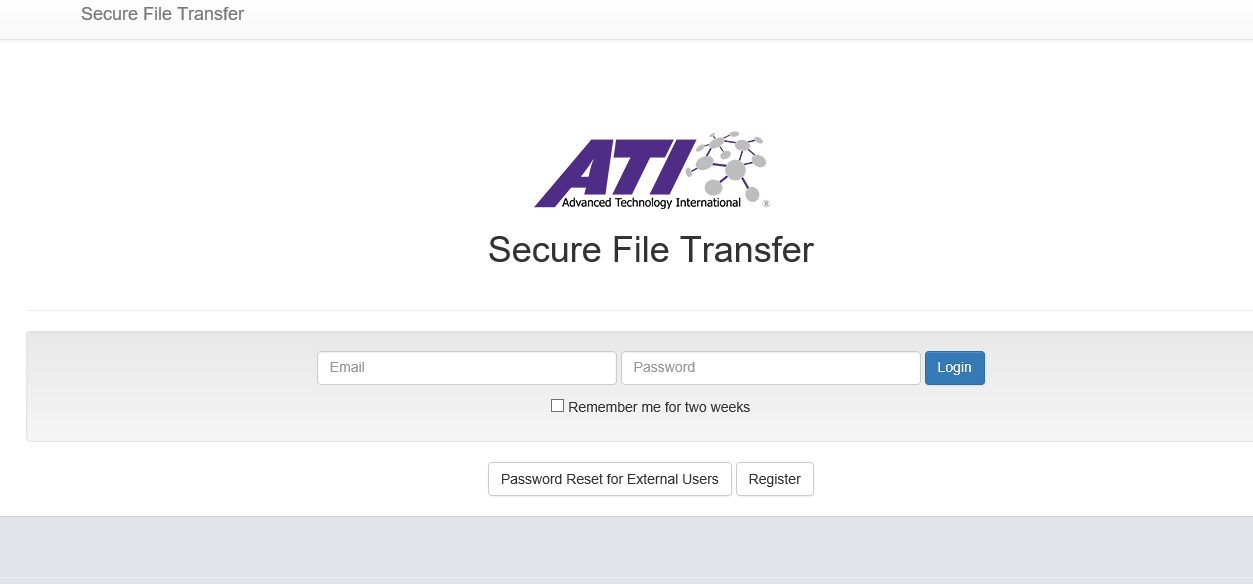 Secure File Transfer
ATI
Advanced Technology International ®
Secure File Transfer
Email Password Login
Remember me for two weeks
Password Reset for External Users Register